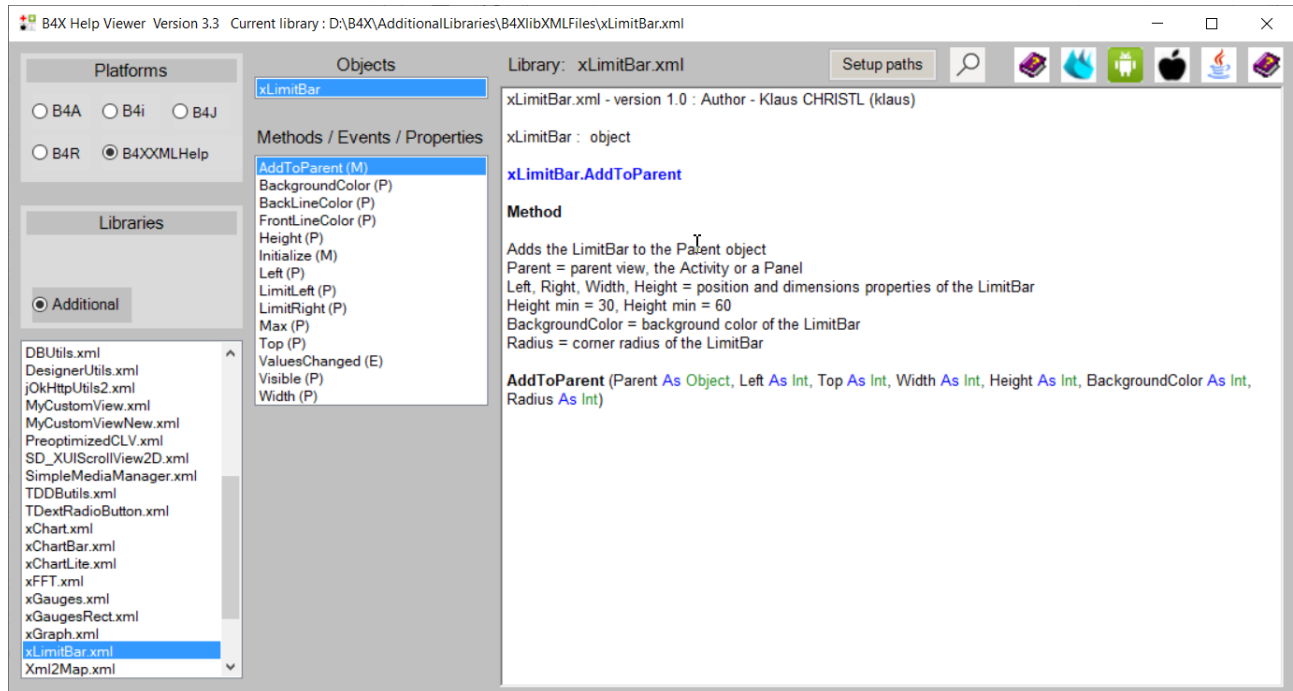 B4X Help Viewer Version 3.3 Current library : D:\B4X\AdditionalLibraries\B4XlibXMLFiles\xLimitBar.xml
Platforms
B4A B4i B4J
B4R B4XXMLHelp
Libraries
Additional
DBUtils.xml
DesignerUtils.xml
jOkHttpUtils2.xml
MyCustomView.xml
MyCustomViewNew.xml
PreoptimizedCLV.xml
SD_XUIScrollView2D.xml
SimpleMediaManager.xml
TDDButils.xml
TDextRadioButton.xml
xChart.xml
xChartBar.xml
xChartLite.xml
xFFT.xml
xGauges.xml
xGaugesRect.xml
xGraph.xml
xLimitBar.xml
Xml2Map.xml
Objects
xLimitBar
Methods / Events / Properties
AddToParent (M)
BackgroundColor (P)
BackLineColor (P)
FrontLineColor (P)
Height (P)
Initialize (M)
Left (P)
LimitLeft (P)
LimitRight (P)
Max (P)
Top (P)
ValuesChanged (E)
Visible (P)
Width (P)
Library: xLimitBar.xml
Setup paths
xLimitBar.xml - version 1.0 : Author - Klaus CHRISTL (klaus)
xLimitBar : object
xLimitBar.AddToParent
Method
Adds the LimitBar to the Parent object
Parent = parent view, the Activity or a Panel
Left, Right, Width, Height = position and dimensions properties of the LimitBar
Height min = 30, Height min = 60
BackgroundColor = background color of the LimitBar
Radius = corner radius of the LimitBar
AddToParent (Parent As Object, Left As Int, Top As Int, Width As Int, Height As Int, BackgroundColor As Int,
Radius As Int)